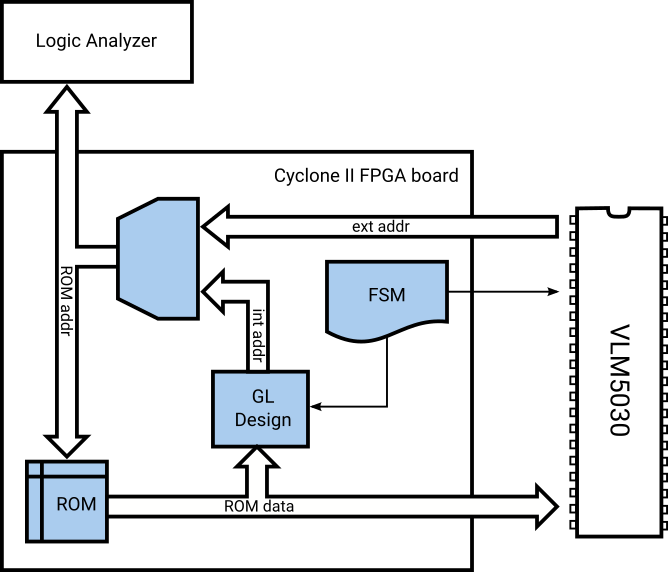 Logic Analyzer
Cyclone II FPGA board
ext addr
ROM addr
FSM
int addr
VLM5030
GL
Design
ROM
ROM data